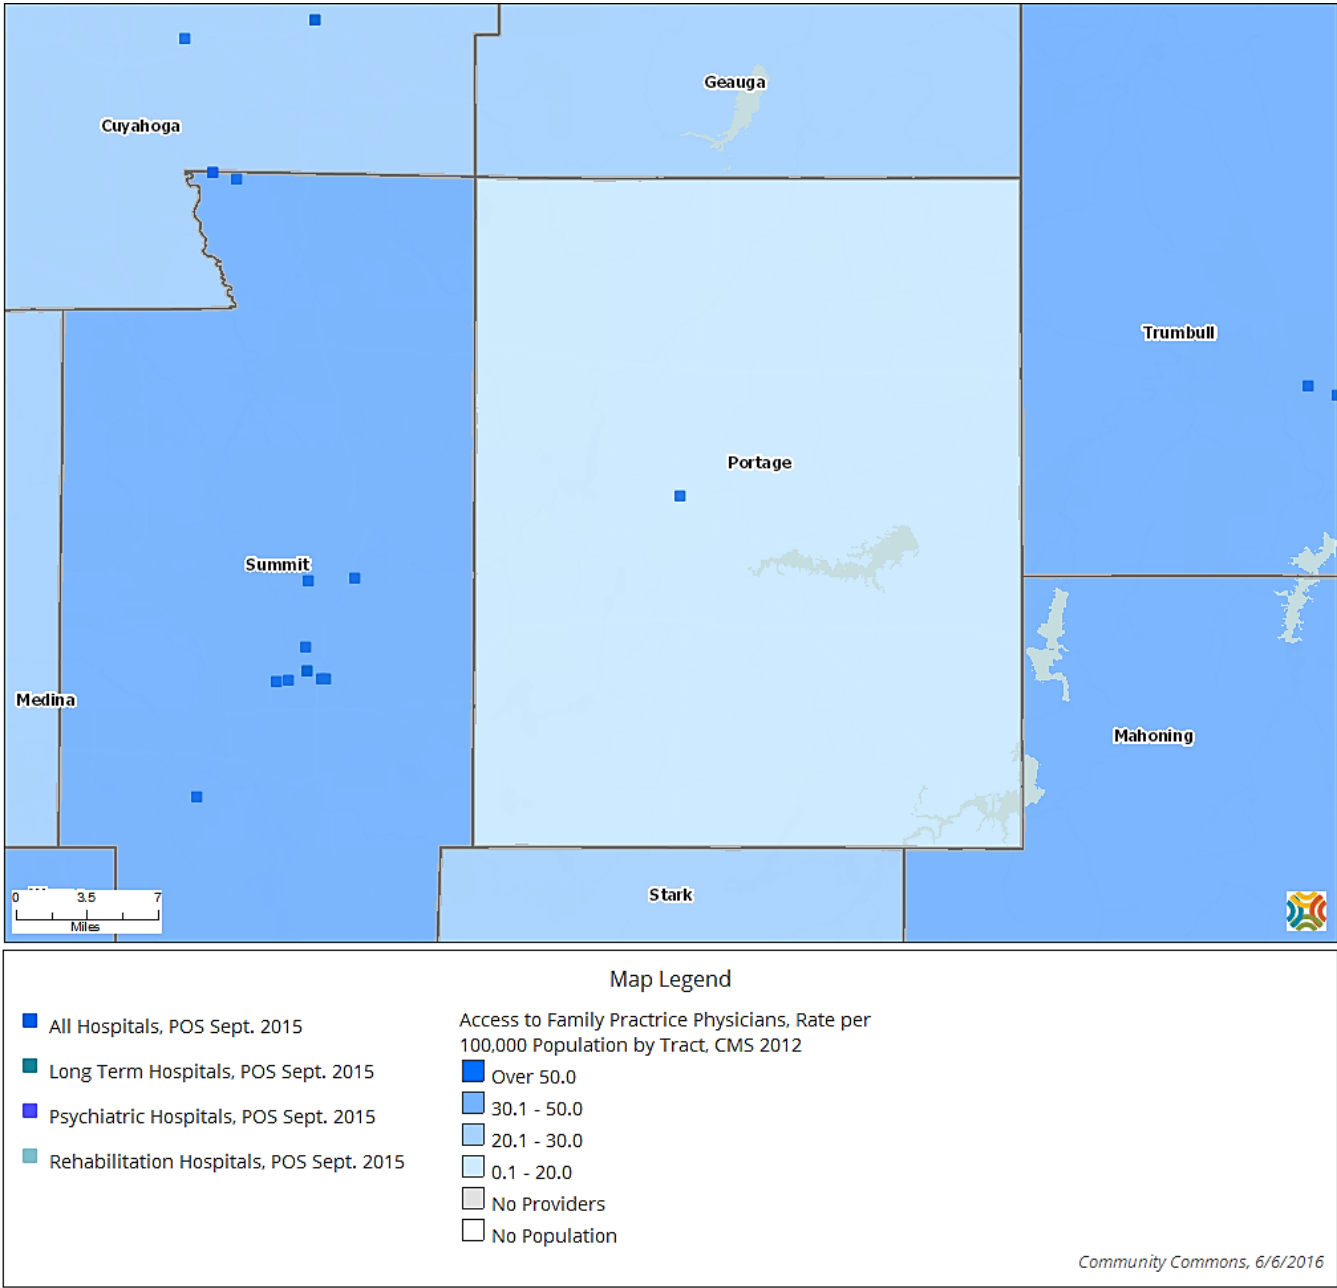 Geauga
Cuyahoga
Trumbull
Portage
Summit
Medina
Mahoning
Stark
0 3.5 7
Miles
Map Legend
All Hospitals, POS Sept. 2015
Long Term Hospitals, POS Sept. 2015
Psychiatric Hospitals, POS Sept. 2015
Rehabilitation Hospitals, POS Sept. 2015
Access to Family Practrice Physicians, Rate per
100,000 Population by Tract, CMS 2012
Over 50.0
30.1 - 50.0
20.1 - 30.0
0.1 - 20.0
No Providers
No Population
Community Commons, 6/6/2016